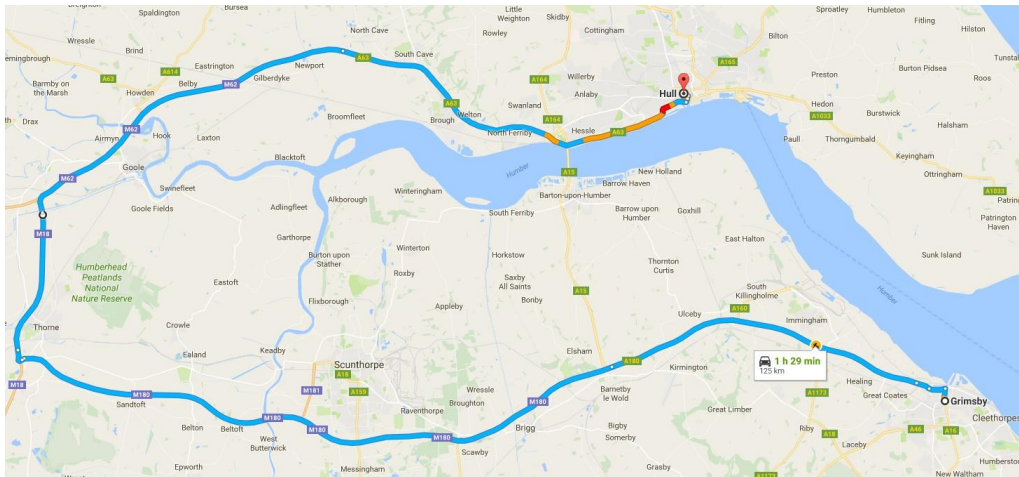 Spaldington
Bursea
Little
Weighton
Skidby
Sproatley
Humbleton
Fitling
Hilston
Wressle
Brind
North Cave
Rowley
Cottingham
Bilton
Tunstal
A63
A614
Eastrington
Newport
A63
South Cave
A164
Willerby
A165
Preston
Burton Pidsea
Roos
Barmby on
the Marsh
Howden
Belby
M62
Gilberdyke
Anlaby
Hull
Hedon
A1033
Burstwick
Drax
Airmyn
M62
Hook
Laxton
Broomfleet
A63
Brough
Welton
Swanland
A164
Hessle
A63
Paull
Thorngumbald
Halsham
North Ferriby
Keyingham
Goole
Blacktoft
Humber
A15
New Holland
Ottringham
M62
Swinefleet
Winteringham
Barrow Haven
Barton-upon-Humber
A1033
Patrington
Haven
Goole Fields
Adlingfleet
Alkborough
South Ferriby
Barrow upon
Humber
Goxhill
M18
Garthorpe
East Halton
Sunk Island
Humberhead
Peatlands
National
Nature Reserve
Burton upon
Stather
Winterton
Roxby
Horkstow
Saxby
All Saints
Bonby
Thornton
Curtis
Eastoft
Flixborough
Appleby
A15
South
Killingholme
Humber
A160
Ulceby
Immingham
Thorne
Crowle
Ealand
Keadby
Scunthorpe
Elsham
A180
Kirmington
1 h 29 min
125 km
M18
A18
A159
M181
Wressle
Broughton
Barnetby
le Wold
Healing
Great Coates
Grimsby
A1173
Cleethorpes
Sandtoft
M180
Raventhorpe
M180
Great Limber
Belton
Beltoft
M180
West
Butterwick
M180
M180
Brigg
Bigby
Somerby
Riby
A18
Laceby
A46
A16
Scawby
Epworth
Messingham
Grasby
A1173
Humberston
New Waltham